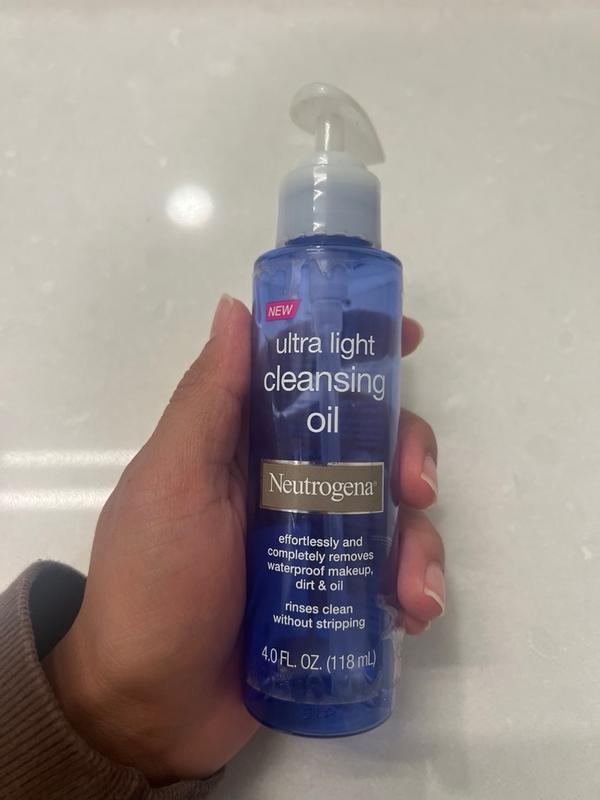 NEW
ultra light
cleansing
oil
Neutrogena®
effortlessly and
completely removes
waterproof makeup,
dirt & oil
rinses clean
without stripping
4.0 FL. OZ. (118 mL)